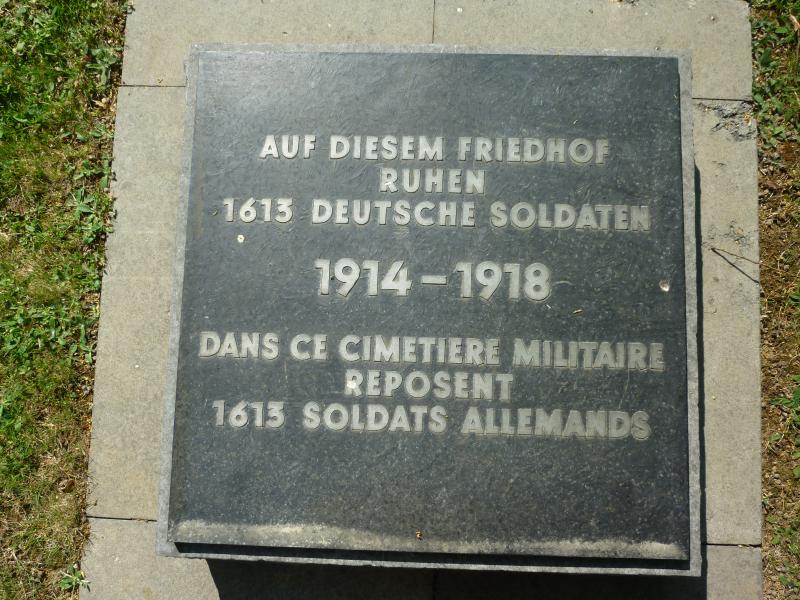 AUF DIESEM FRIEDHOF
RUHEN
1613 DEUTSCHE SOLDATEN
1914-1918
DANS CE CIMETIERE MILITAIRE
REPOSENT
1613 SOLDATS ALLEMANDS